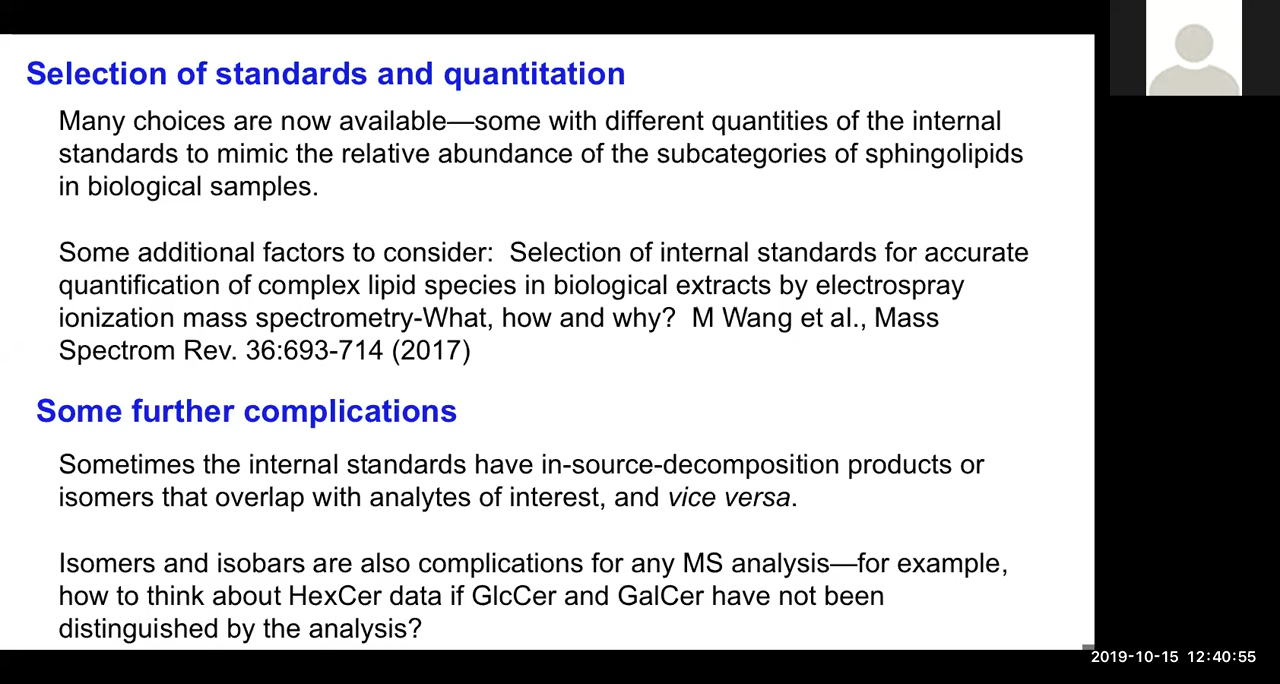 Selection of standards and quantitation
Many choices are now available—some with different quantities of the internal
standards to mimic the relative abundance of the subcategories of sphingolipids
in biological samples.
Some additional factors to consider:  Selection of internal standards for accurate
quantification of complex lipid species in biological extracts by electrospray
ionization mass spectrometry-What, how and why?  M Wang et al., Mass
Spectrom Rev. 36:693-714 (2017)
Some further complications
Sometimes the internal standards have in-source-decomposition products or
isomers that overlap with analytes of interest, and vice versa.
Isomers and isobars are also complications for any MS analysis—for example,
how to think about HexCer data if GlcCer and GalCer have not been
distinguished by the analysis?
2019-10-15 12:40:55